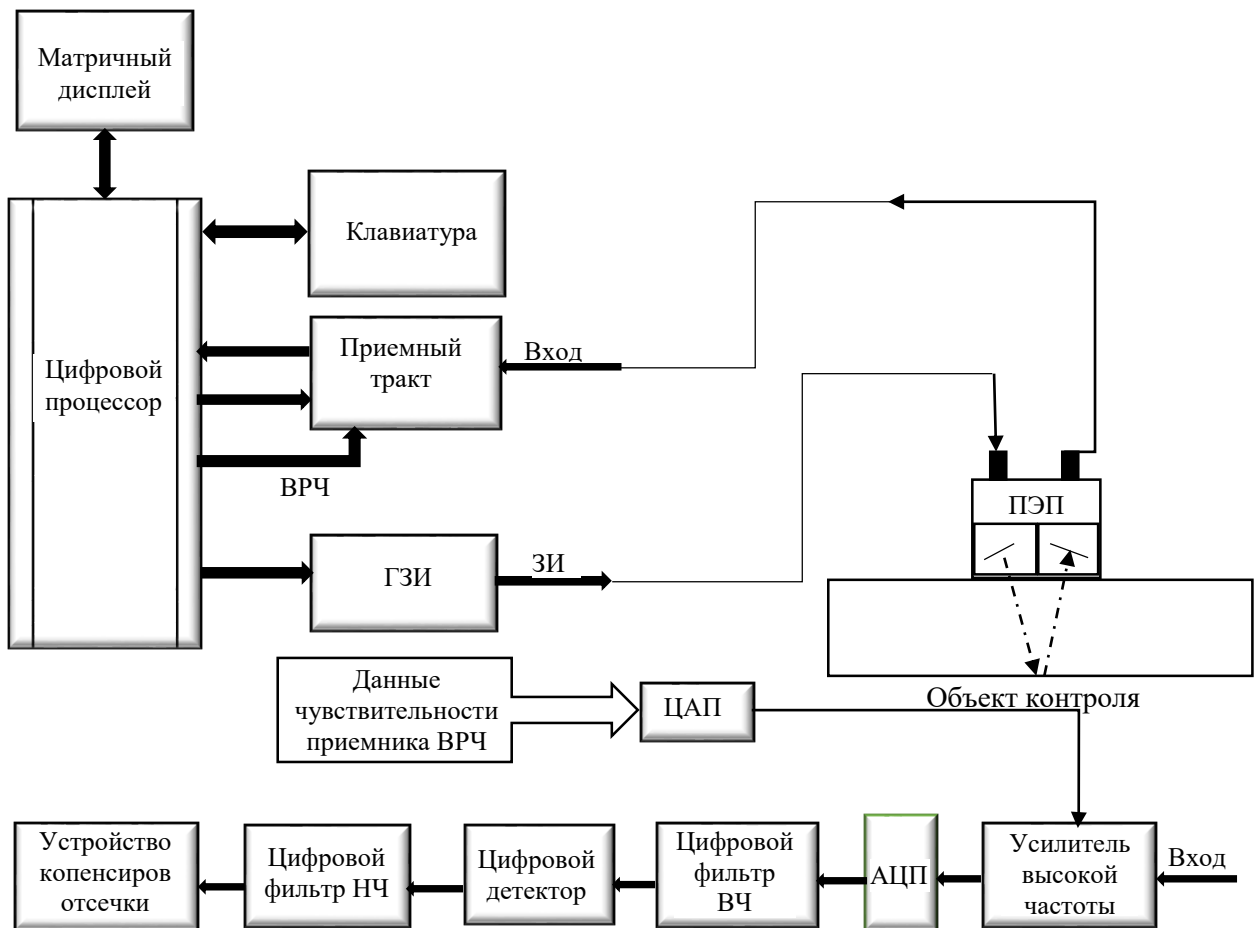 Матричный
дисплей
Клавиатура
Цифровой
процессор
Приемный
тракт
Вход
ВРЧ
ПЭП
ГЗИ
ЗИ
Данные
чувствительности
приемника ВРЧ
ЦАП
Объект контроля
Устройство
копенсиров
отсечки
Цифровой
фильтр НЧ
Цифровой
детектор
Цифровой
фильтр
ВЧ
АЦП
Усилитель
высокой
частоты
Вход